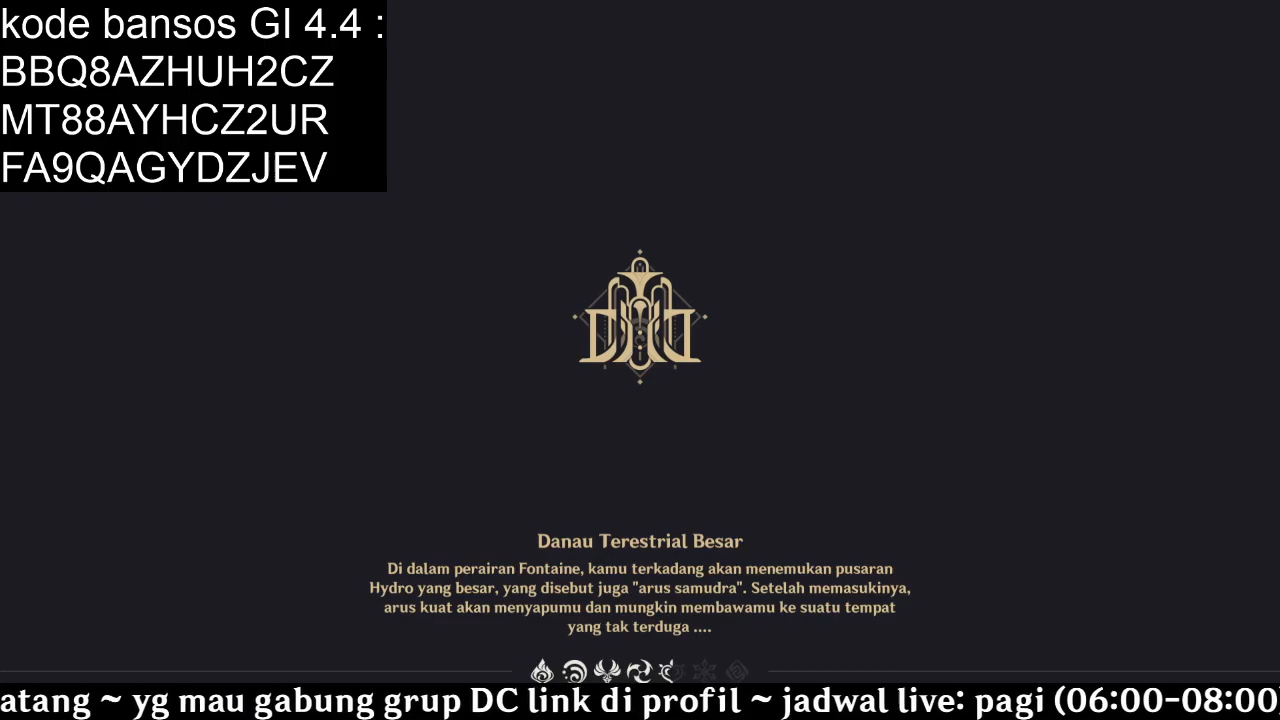 kode bansos GI 4.4 :
BBQ8AZHUH2CZ
MT88AYHCZ2UR
FA9QAGYDZJEV
Danau Terestrial Besar
Di dalam perairan Fontaine, kamu terkadang akan menemukan pusaran
Hydro yang besar, yang disebut juga "arus samudra". Setelah memasukinya,
arus kuat akan menyapumu dan mungkin membawamu ke suatu tempat
yang tak terduga ....
atang ~ yg mau gabung grup DC link di profil ~ jadwal live: pagi (06:00-08:00